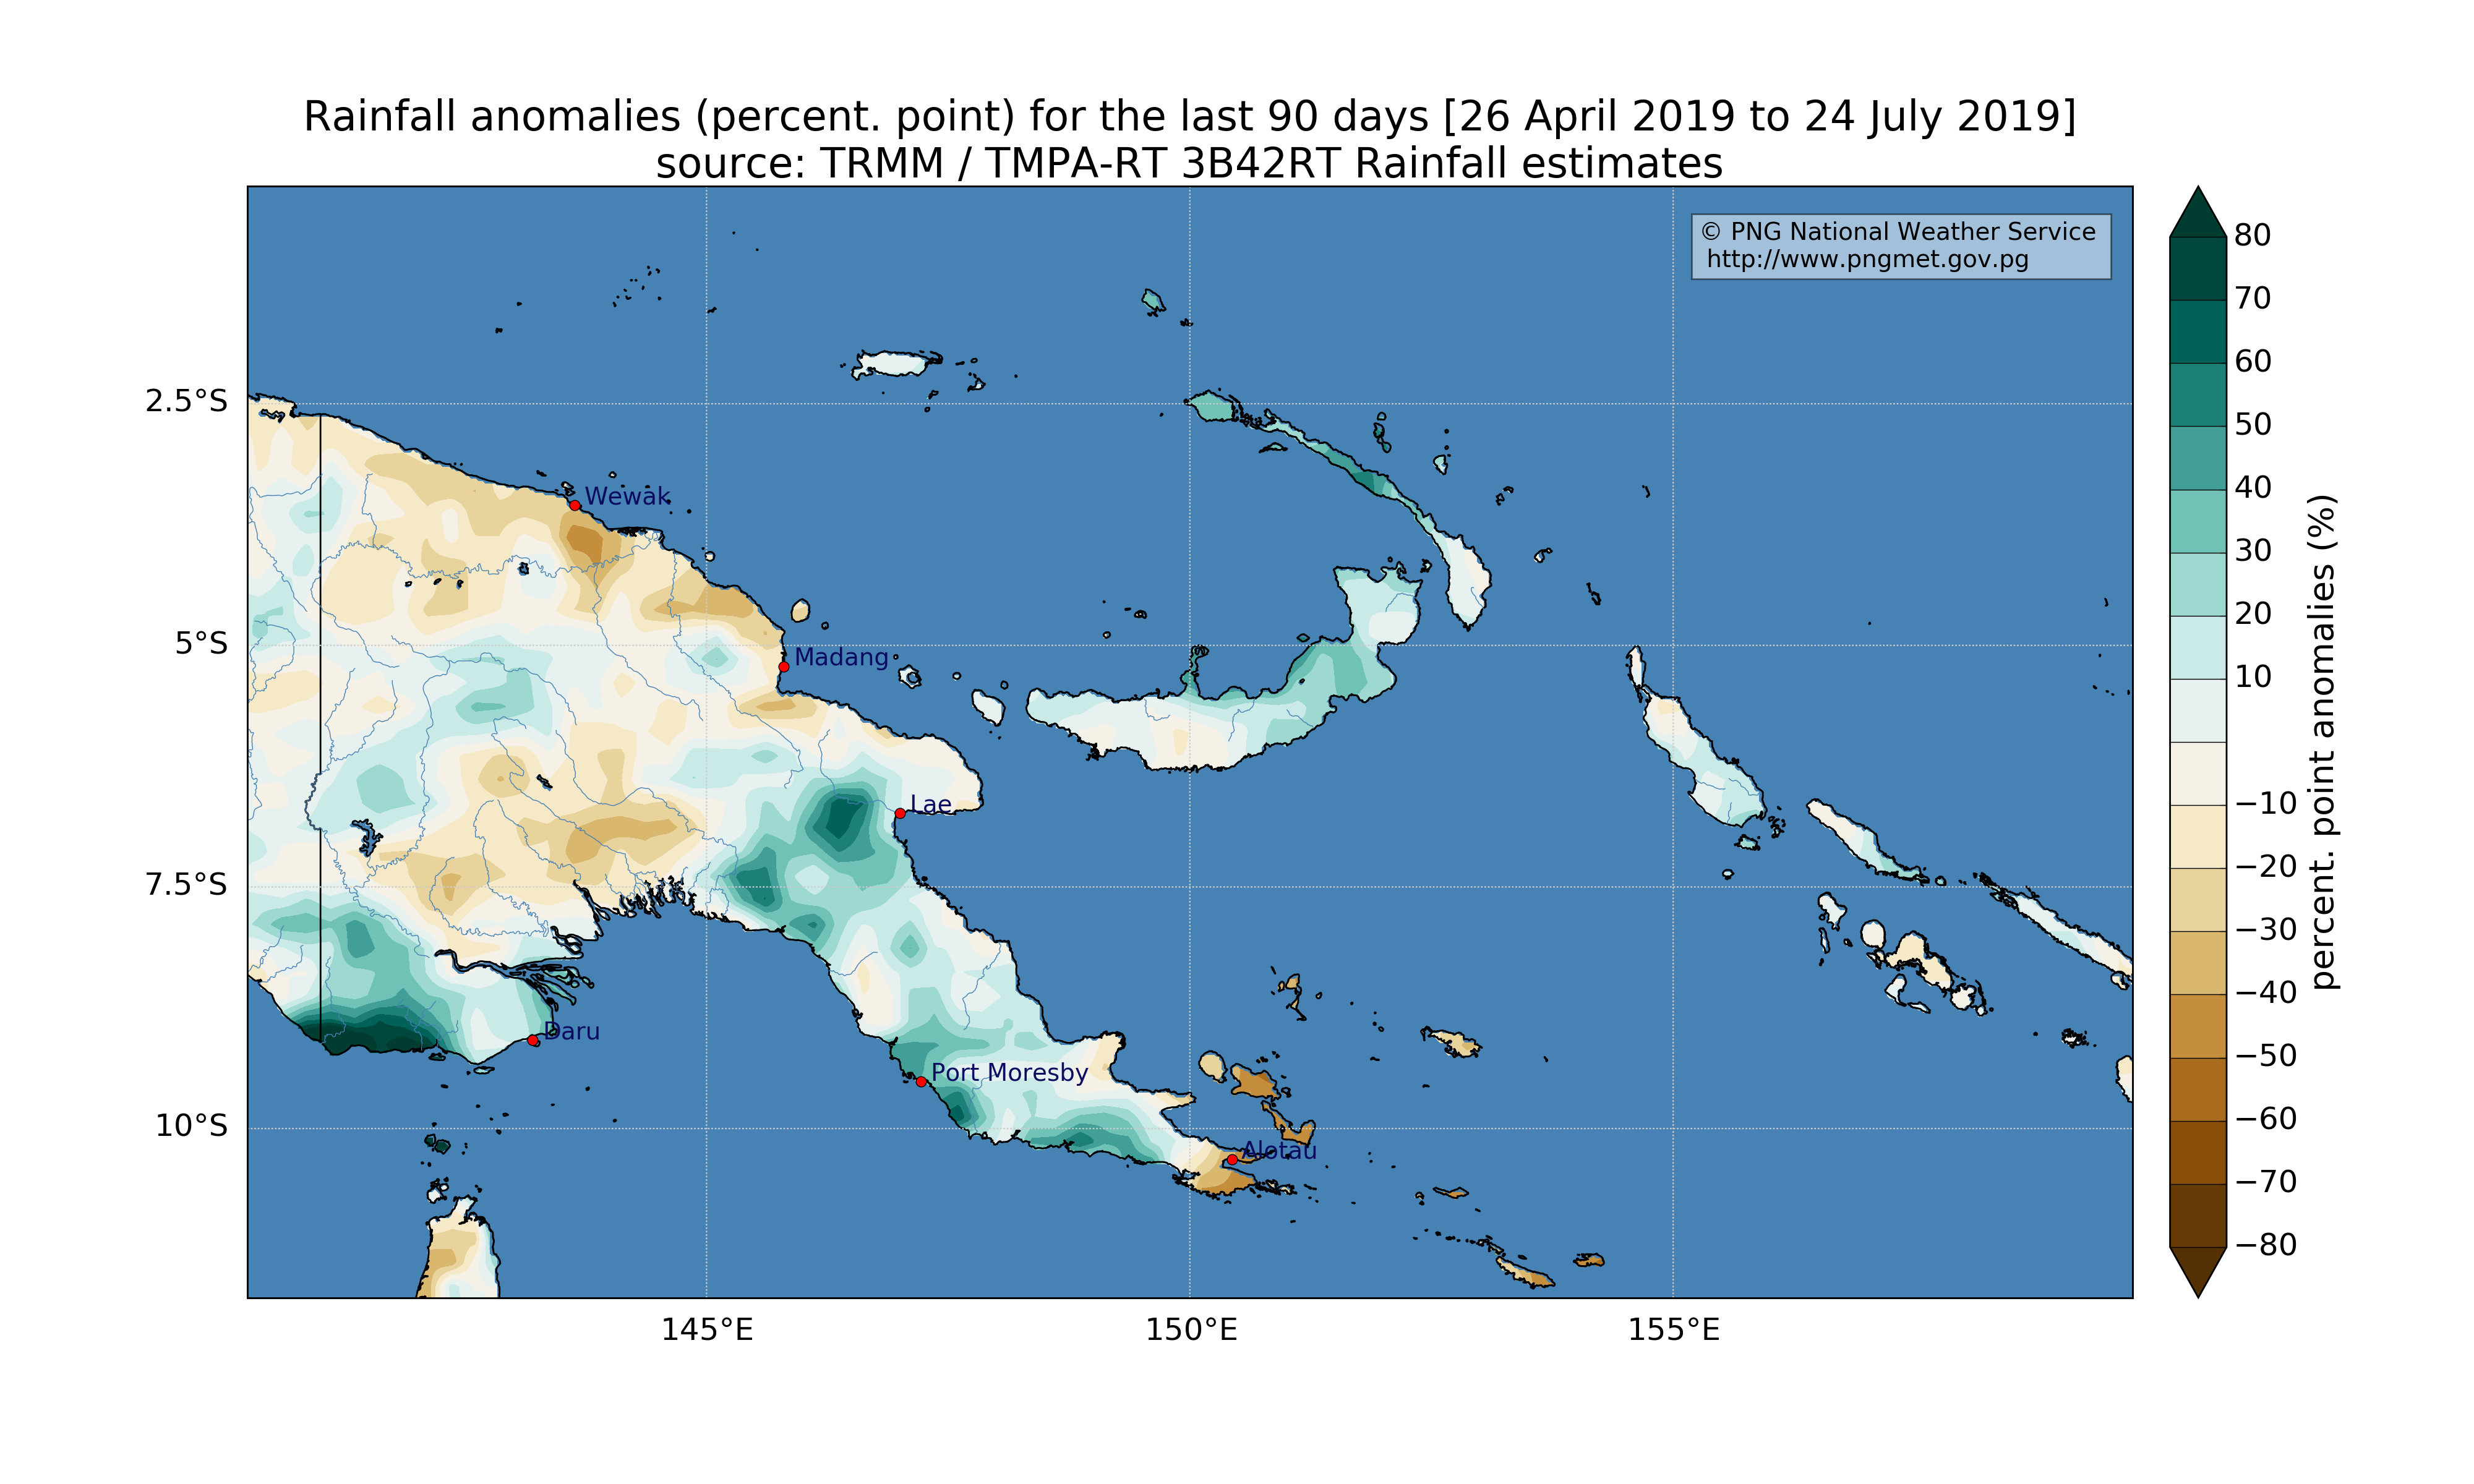 Rainfall anomalies (percent. point) for the last 90 days [26 April 2019 to 24 July 2019]
source: TRMM / TMPA-RT 3B42RT Rainfall estimates
© PNG National Weather Service
http://www.pngmet.gov.pg
2.5°S
5°S
7.5°S
10°S
Wewak
Madang
Lae
Daru
Port Moresby
Alotau
145°E
150°E
155°E
80
70
60
50
40
30
20
10
−10
−20
−30
−40
−50
−60
−70
−80
percent. point anomalies (%)